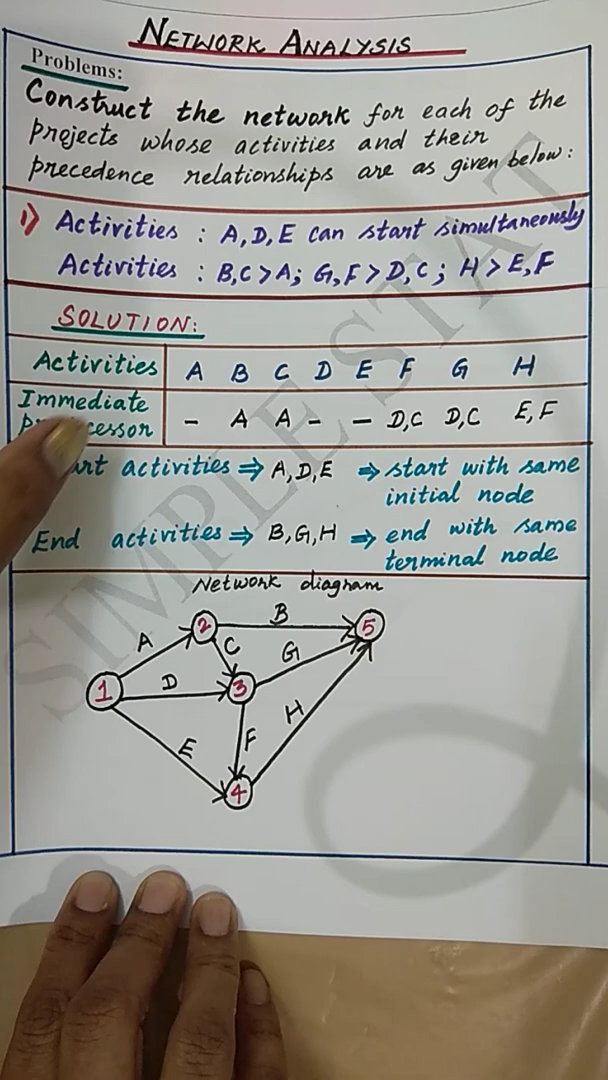 NETWORK ANALYSIS
Problems:
Construct the network for each of the
projects whose activities and their
precedence relationships are as given below:
1) Activities : A,D,E can start simultaneously
Activities : B,C>A; G,F>D,C; H>E,F
SOLUTION:
Activities A B C D E F G H
Immediate
- A A - - D,C D,C E,F
activities ⇒ A,D,E ⇒ start with same
initial node
End activities ⇒ B,G,H ⇒ end with same
terminal node
Network diagram
A B C D E F G H
1 2 3 4 5
SIMPLE STAT